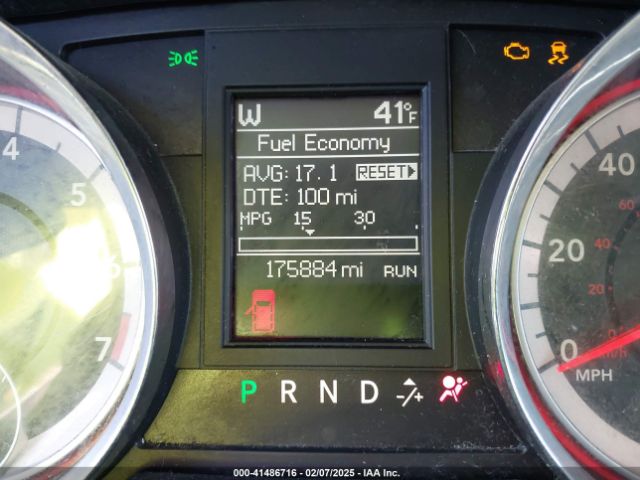 W 41°F
Fuel Economy
AVG: 17.1 RESET
DTE: 100 mi
MPG 15 30
175884 mi RUN
P R N D -/+
4
5
6
7
40
20
0
MPH
60
40
20
000-41486716 - 02/07/2025 - IAA Inc.